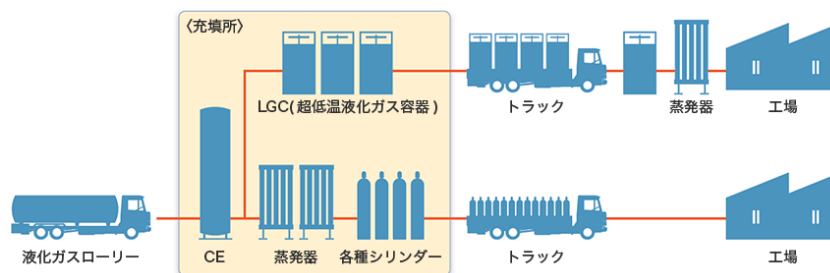 〈充填所〉
LGC(超低温液化ガス容器)
トラック
蒸発器
工場
液化ガスローリー
CE
蒸発器
各種シリンダー
トラック
工場